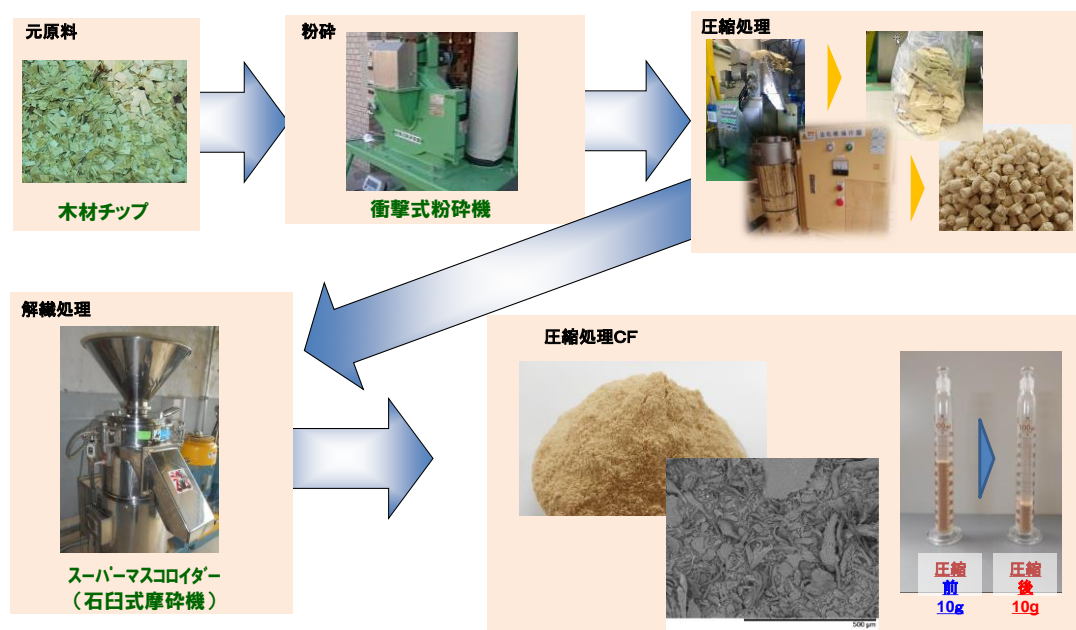 元原料
木材チップ
粉砕
衝撃式粉砕機
圧縮処理
解繊処理
スーパーマスコロイダー
（石臼式摩砕機）
圧縮処理CF
500 μm
圧縮
前
10g
圧縮
後
10g